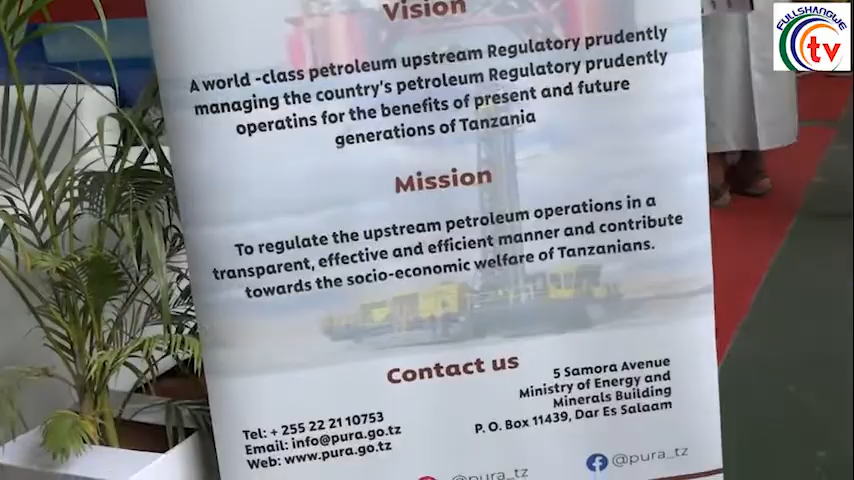 FULLSHANGWE
tv
Vision
A world -class petroleum upstream Regulatory prudently
managing the country's petroleum Regulatory prudently
operatins for the benefits of present and future
generations of Tanzania
Mission
To regulate the upstream petroleum operations in a
transparent, effective and efficient manner and contribute
towards the socio-economic welfare of Tanzanians.
Contact us
Tel: + 255 22 21 10753
Email: info@pura.go.tz
Web: www.pura.go.tz
5 Samora Avenue
Ministry of Energy and
Minerals Building
P. O. Box 11439, Dar Es Salaam
@pura_tz
@pura_tz